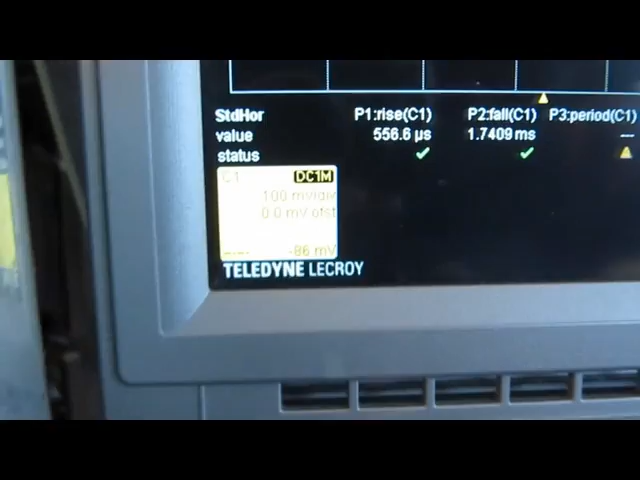 StdHor P1:rise(C1) P2:fall(C1) P3:period(C1)
value 556.6 µs 1.7409 ms ---
status
C1 DC1M
100 mV/div
0.0 mV ofst
---- -86 mV
TELEDYNE LECROY